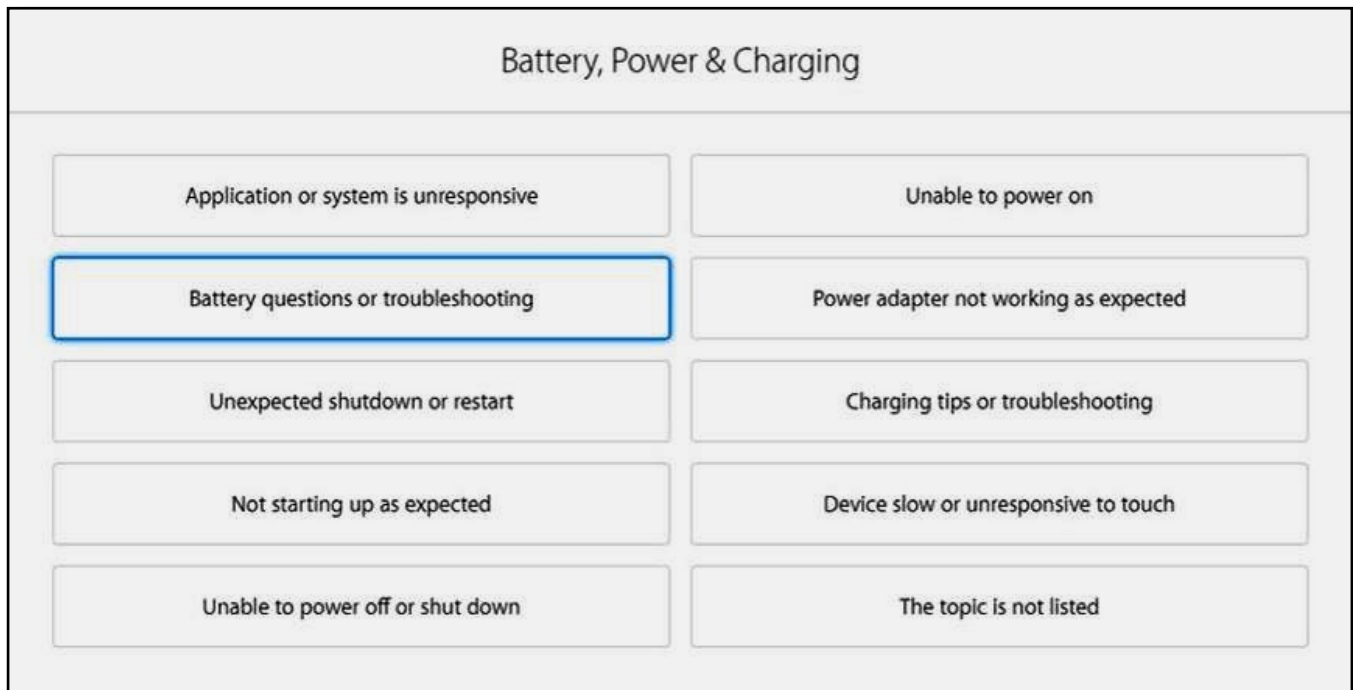 Battery, Power & Charging
Application or system is unresponsive
Unable to power on
Battery questions or troubleshooting
Power adapter not working as expected
Unexpected shutdown or restart
Charging tips or troubleshooting
Not starting up as expected
Device slow or unresponsive to touch
Unable to power off or shut down
The topic is not listed